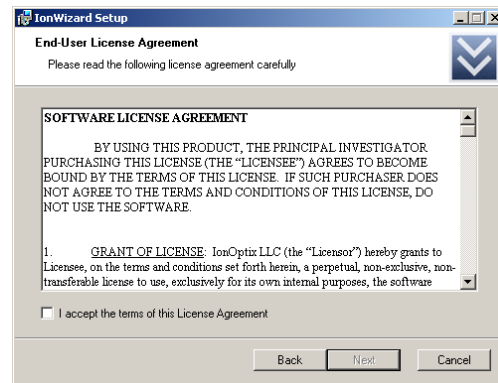 IonWizard Setup
End-User License Agreement
Please read the following license agreement carefully
SOFTWARE LICENSE AGREEMENT
BY USING THIS PRODUCT, THE PRINCIPAL INVESTIGATOR
PURCHASING THIS LICENSE (THE “LICENSEE”) AGREES TO BECOME
BOUND BY THE TERMS OF THIS LICENSE. IF SUCH PURCHASER DOES
NOT AGREE TO THE TERMS AND CONDITIONS OF THIS LICENSE, DO
NOT USE THE SOFTWARE.
1. GRANT OF LICENSE: IonOptix LLC (the “Licensor”) hereby grants to
Licensee, on the terms and conditions set forth herein, a perpetual, non-exclusive, non-
transferable license to use, exclusively for its own internal purposes, the software
I accept the terms of this License Agreement
Back Next Cancel